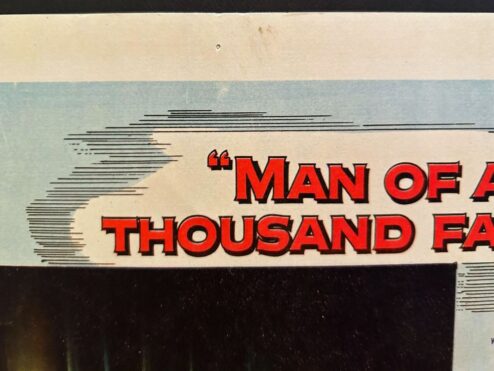 “MAN OF A
THOUSAND FA